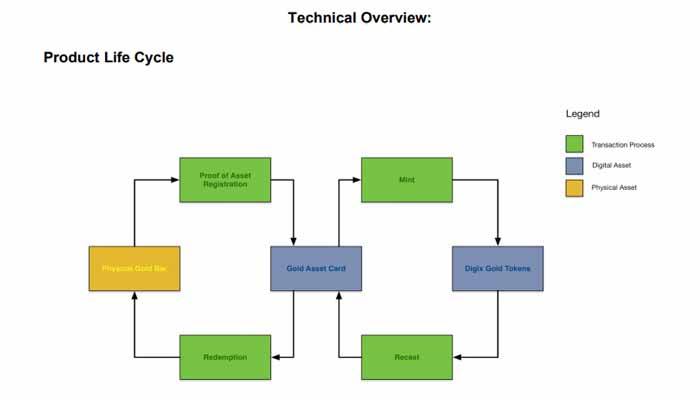 Technical Overview:
Product Life Cycle
Legend
Transaction Process
Digital Asset
Physical Asset
Proof of Asset
Registration
Mint
Physical Gold Bar
Gold Asset Card
Digix Gold Tokens
Redemption
Recast